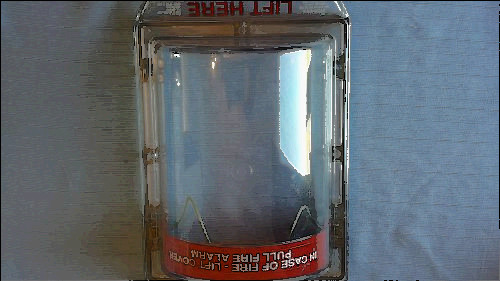 LIFT HERE
IN CASE OF FIRE - LIFT COVER
PULL FIRE ALARM